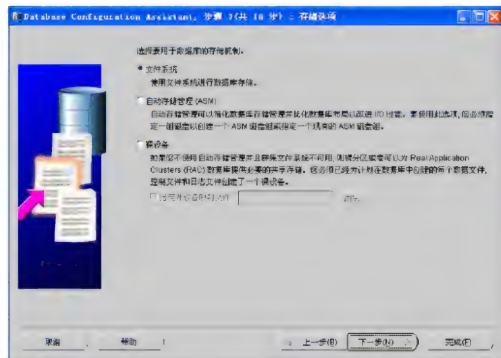 Database Configuration Assistant, 步骤 7(共 16 步) : 存储选项
选择要用于数据库的存储机制。
文件系统
使用文件系统进行数据库存储。
自动存储管理 (ASM)
自动存储管理可以简化数据库存储管理并优化数据库布局以改进 I/O 性能。要使用此选项, 您必须指
定一组磁盘以创建一个 ASM 磁盘组或指定一个现有的 ASM 磁盘组。
裸设备
如果您不使用自动存储管理并且群集文件系统不可用, 则裸分区或卷可以为 Real Application
Clusters (RAC) 数据库提供必要的共享存储。您必须已经为计划在数据库中创建的每个数据文件,
控制文件和日志文件创建了一个裸设备。
取消
帮助
上一步(B)
下一步(N)
完成(F)